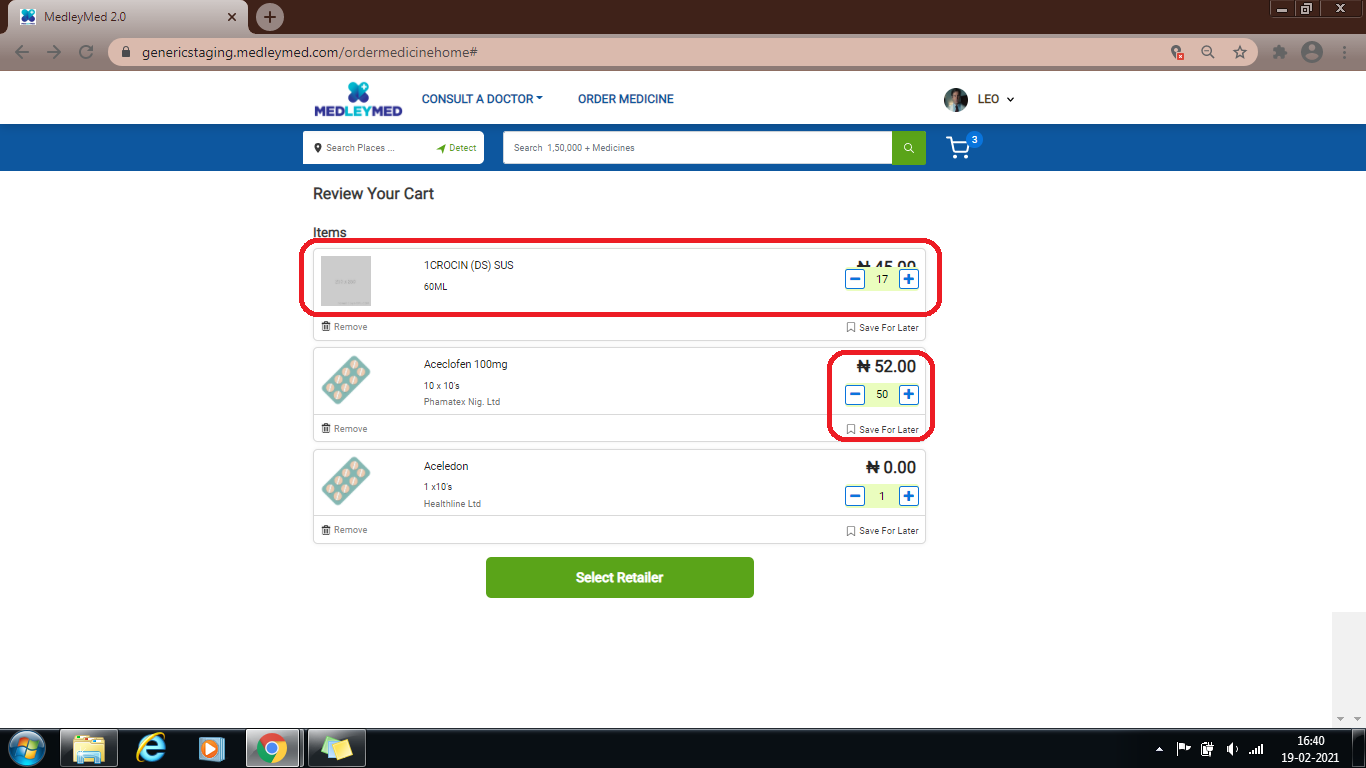 MedleyMed 2.0
genericstaging.medleymed.com/ordermedicinehome#
MEDLEYMED
CONSULT A DOCTOR
ORDER MEDICINE
LEO
Search Places ...
Detect
Search 1,50,000 + Medicines
3
Review Your Cart
Items
1CROCIN (DS) SUS
₦ 45.00
60ML
17
Remove
Save For Later
Aceclofen 100mg
₦ 52.00
10 x 10's
50
Phamatex Nig. Ltd
Remove
Save For Later
Aceledon
₦ 0.00
1 x10's
1
Healthline Ltd
Remove
Save For Later
Select Retailer
16:40
19-02-2021